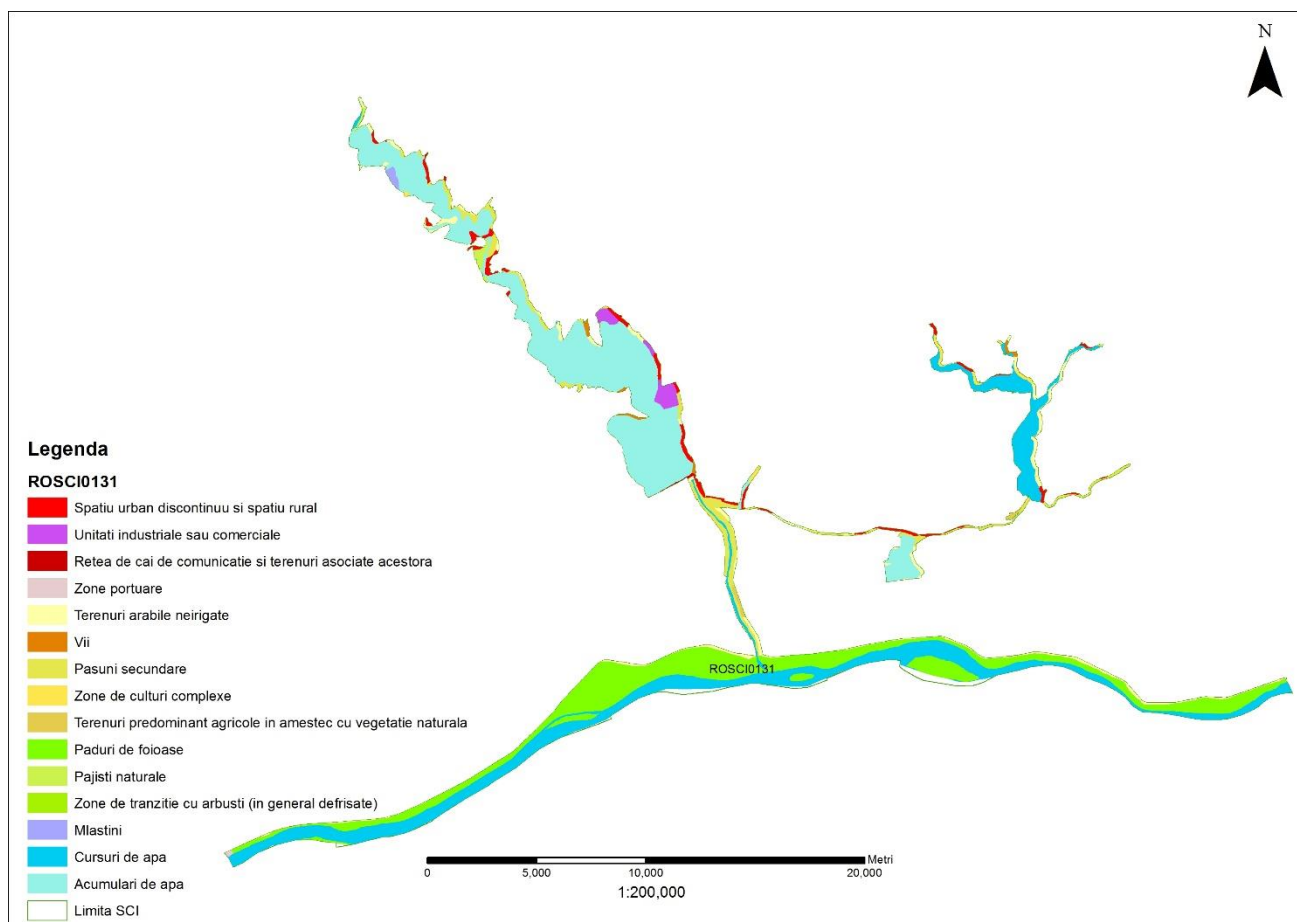 N
Legenda
ROSCI0131
Spatiu urban discontinuu si spatiu rural
Unitati industriale sau comerciale
Retea de cai de comunicatie si terenuri asociate acestora
Zone portuare
Terenuri arabile neirigate
Vii
Pasuni secundare
Zone de culturi complexe
Terenuri predominant agricole in amestec cu vegetatie naturala
Paduri de foioase
Pajisti naturale
Zone de tranzitie cu arbusti (in general defrisate)
Mlastini
Cursuri de apa
Acumulari de apa
Limita SCI
ROSCI0131
Metri
0 5,000 10,000 20,000
1:200,000